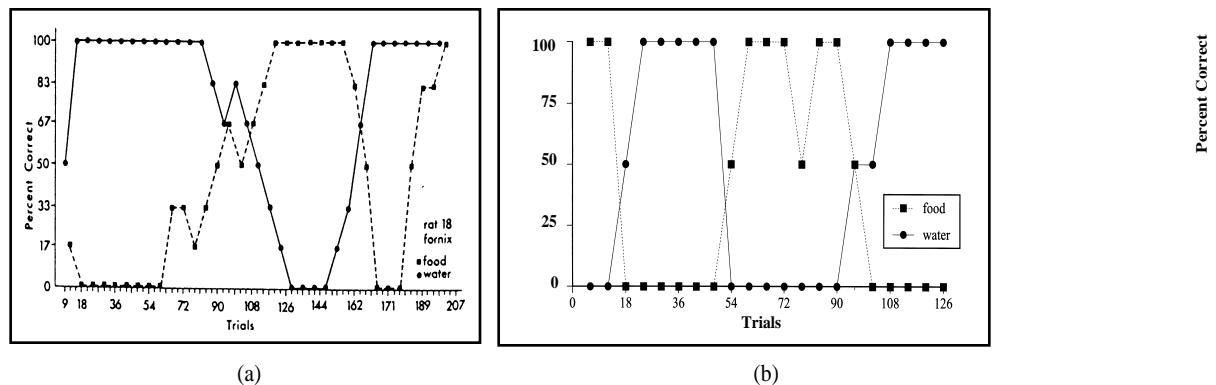 100
83
67
50
33
17
0
Percent Correct
9 18 36 54 72 90 108 126 144 162 171 189 207
Trials
rat 18
fornix
food
water
(a)
100
75
50
25
0
0 18 36 54 72 90 108 126
Trials
food
water
(b)
Percent Correct